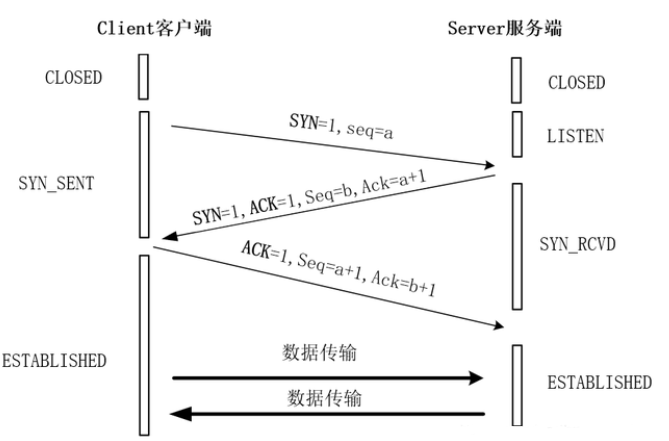 Client客户端
Server服务端
CLOSED
CLOSED
SYN=1, seq=a
LISTEN
SYN_SENT
SYN=1, ACK=1, Seq=b, Ack=a+1
SYN_RCVD
ACK=1, Seq=a+1, Ack=b+1
数据传输
ESTABLISHED
ESTABLISHED
数据传输